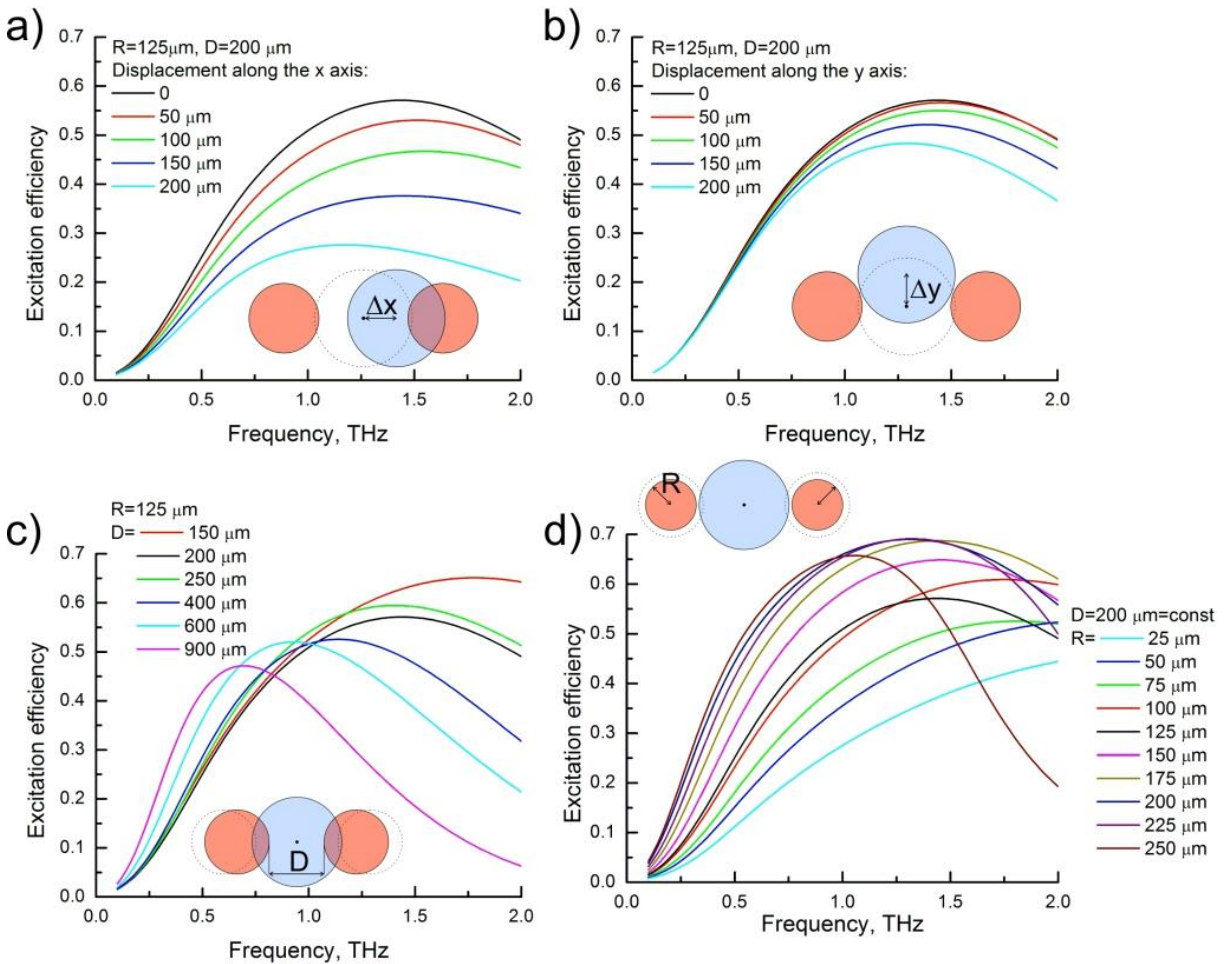 a)
R=125μm, D=200 μm
Displacement along the x axis:
0
50 μm
100 μm
150 μm
200 μm
Δx
0.7
0.6
0.5
0.4
0.3
0.2
0.1
0.0
0.0 0.5 1.0 1.5 2.0
Excitation efficiency
Frequency, THz
b)
R=125μm, D=200 μm
Displacement along the y axis:
0
50 μm
100 μm
150 μm
200 μm
Δy
0.7
0.6
0.5
0.4
0.3
0.2
0.1
0.0
0.0 0.5 1.0 1.5 2.0
Excitation efficiency
Frequency, THz
c)
R=125 μm
D= 150 μm
200 μm
250 μm
400 μm
600 μm
900 μm
D
0.7
0.6
0.5
0.4
0.3
0.2
0.1
0.0
0.0 0.5 1.0 1.5 2.0
Excitation efficiency
Frequency, THz
d)
R
0.7
0.6
0.5
0.4
0.3
0.2
0.1
0.0
0.0 0.5 1.0 1.5 2.0
Excitation efficiency
Frequency, THz
D=200 μm=const
R= 25 μm
50 μm
75 μm
100 μm
125 μm
150 μm
175 μm
200 μm
225 μm
250 μm